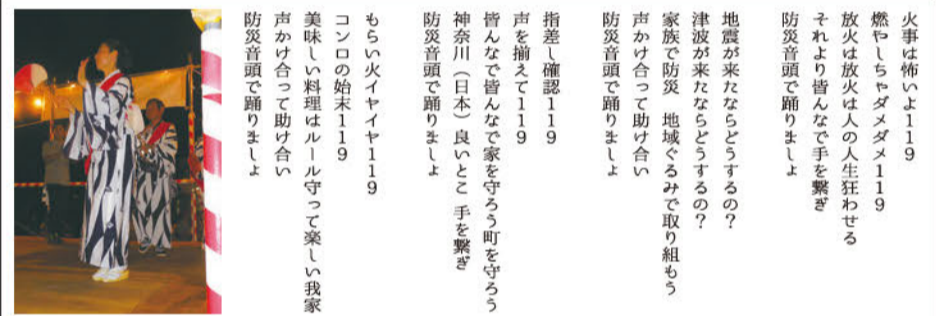 火事は怖いよ119
燃やしちゃダメダメ119
放火は放火は人の人生狂わせる
それより皆んなで手を繋ぎ
防災音頭で踊りましょ
地震が来たならどうするの？
津波が来たならどうするの？
家族で防災　地域ぐるみで取り組もう
声かけ合って助け合い
防災音頭で踊りましょ
指差し確認119
声を揃えて119
皆んなで皆んなで家を守ろう町を守ろう
神奈川（日本）良いとこ　手を繋ぎ
防災音頭で踊りましょ
もらい火イヤイヤ119
コンロの始末119
美味しい料理はルール守って楽しい我家
声かけ合って助け合い
防災音頭で踊りましょ